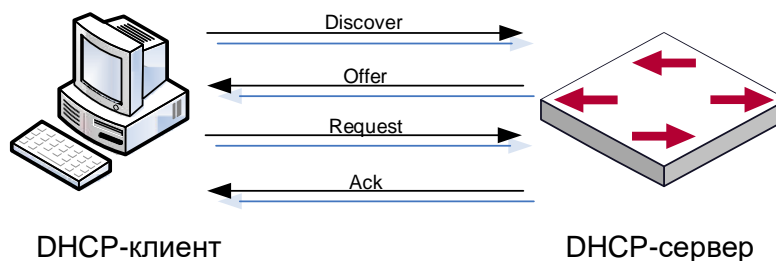 Discover
Offer
Request
Ack
DHCP-клиент
DHCP-сервер